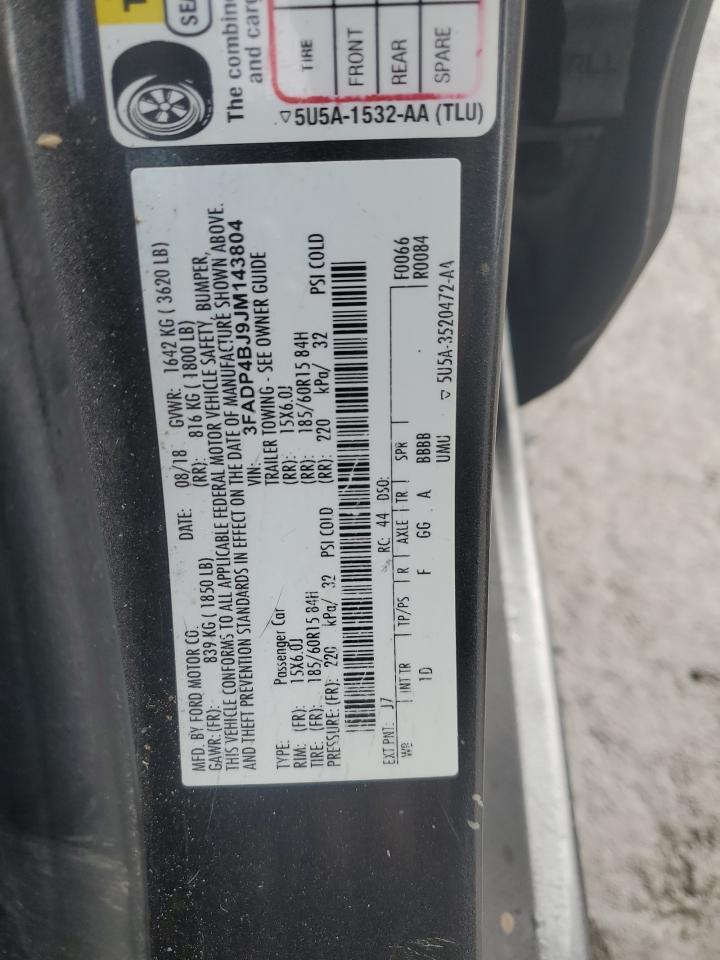 SEA
The combine
and carg
TIRE
FRONT
REAR
SPARE
▽ 5U5A-1532-AA (TLU)
MFD. BY FORD MOTOR CO. DATE: 08/18 GVWR: 1642 KG ( 3620 LB)
GAWR: (FR): 839 KG ( 1850 LB) (RR): 816 KG ( 1800 LB)
THIS VEHICLE CONFORMS TO ALL APPLICABLE FEDERAL MOTOR VEHICLE SAFETY, BUMPER,
AND THEFT PREVENTION STANDARDS IN EFFECT ON THE DATE OF MANUFACTURE SHOWN ABOVE.
VIN: 3FADP4BJ9JM143804
TYPE: Passenger Car TRAILER TOWING - SEE OWNER GUIDE
RIM: (FR): 15X6.0J (RR): 15X6.0J
TIRE: (FR): 185/60R15 84H (RR): 185/60R15 84H
PRESSURE: (FR): 220 kPa/ 32 PSI COLD (RR): 220 kPa/ 32 PSI COLD
EXT PNT: J7 RC: 44 DSO: F0066
WB INT TR TP/PS R AXLE TR SPR R0084
1D F GG A BBBB
UMU
▽ 5U5A-3520472-AA